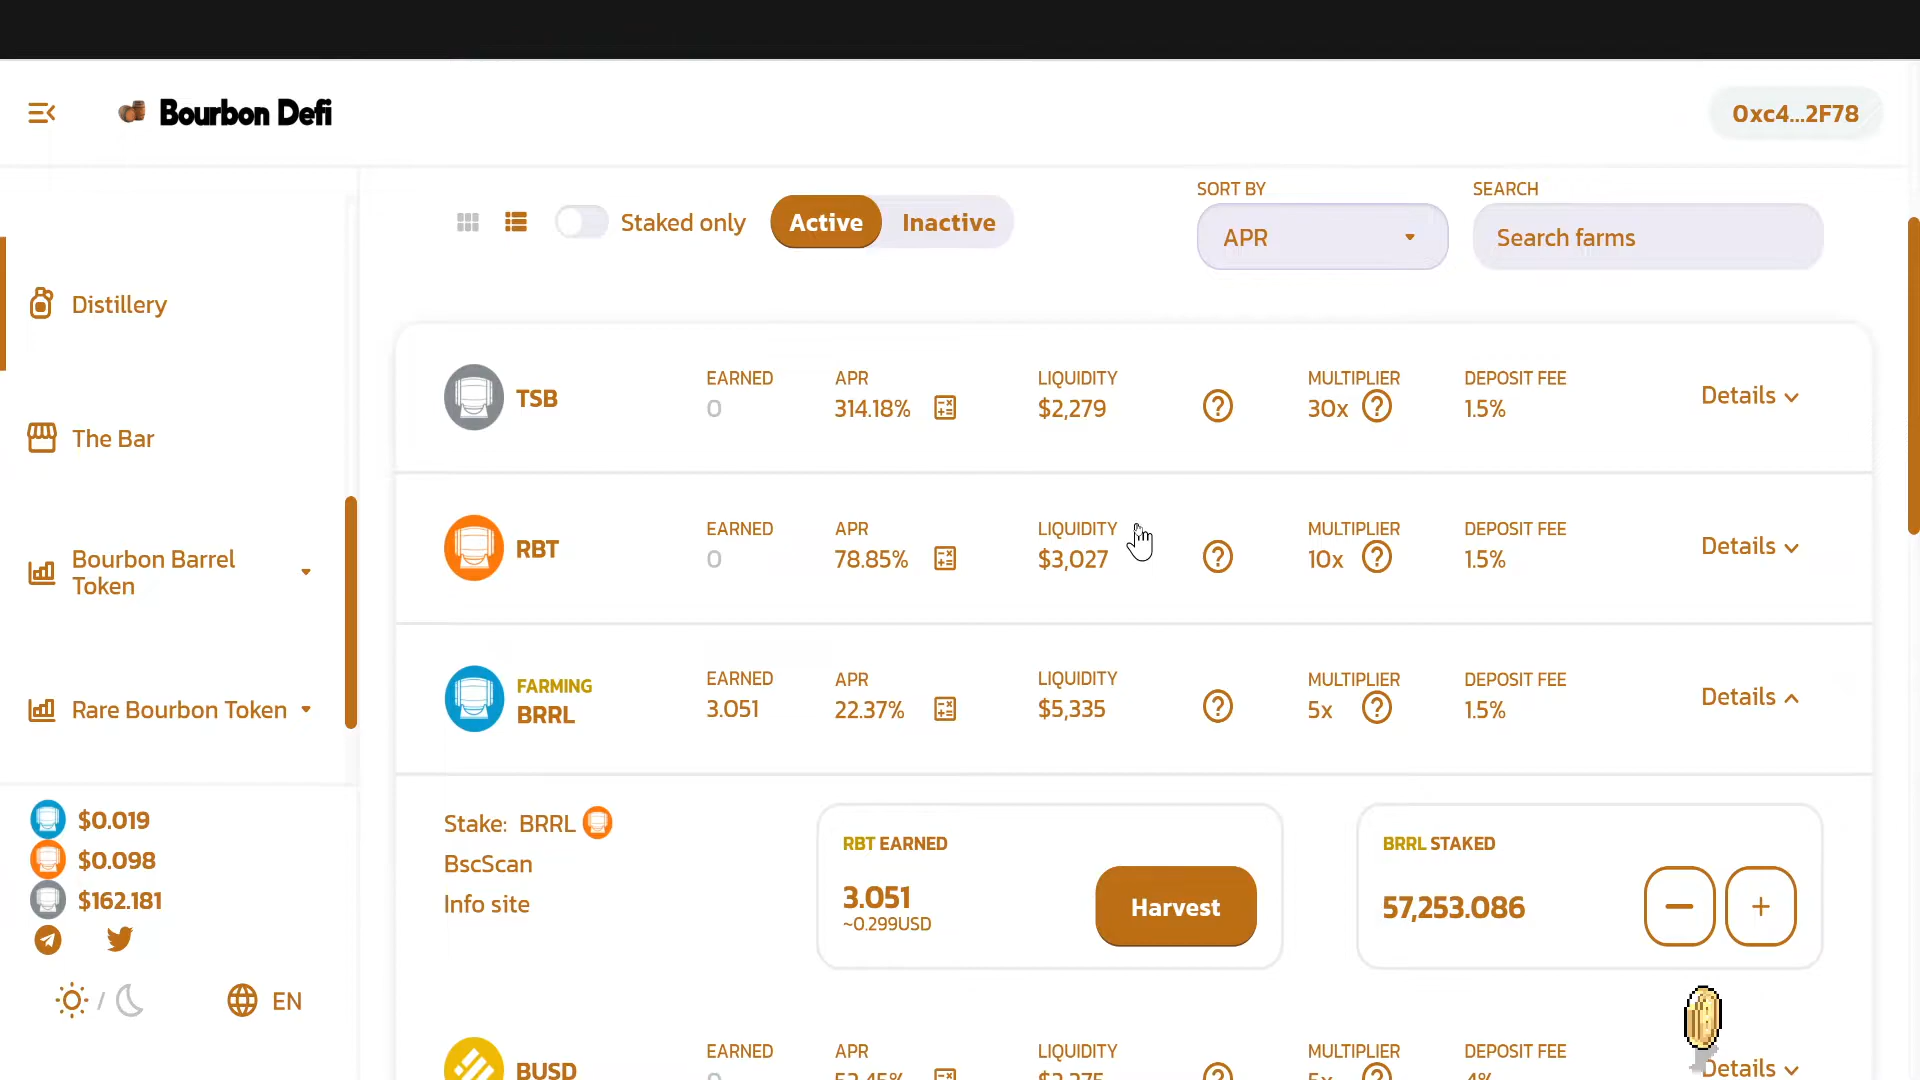 Bourbon Defi
0xc4...2F78
Staked only
Active
Inactive
SORT BY
APR
SEARCH
Search farms
Distillery
The Bar
Bourbon Barrel
Token
Rare Bourbon Token
$0.019
$0.098
$162.181
/
EN
TSB
EARNED
0
APR
314.18%
LIQUIDITY
$2,279
MULTIPLIER
30x
DEPOSIT FEE
1.5%
Details
RBT
EARNED
0
APR
78.85%
LIQUIDITY
$3,027
MULTIPLIER
10x
DEPOSIT FEE
1.5%
Details
FARMING
BRRL
EARNED
3.051
APR
22.37%
LIQUIDITY
$5,335
MULTIPLIER
5x
DEPOSIT FEE
1.5%
Details
Stake: BRRL
BscScan
Info site
RBT EARNED
3.051
~0.299USD
Harvest
BRRL STAKED
57,253.086
BUSD
EARNED
APR
LIQUIDITY
MULTIPLIER
DEPOSIT FEE
Details